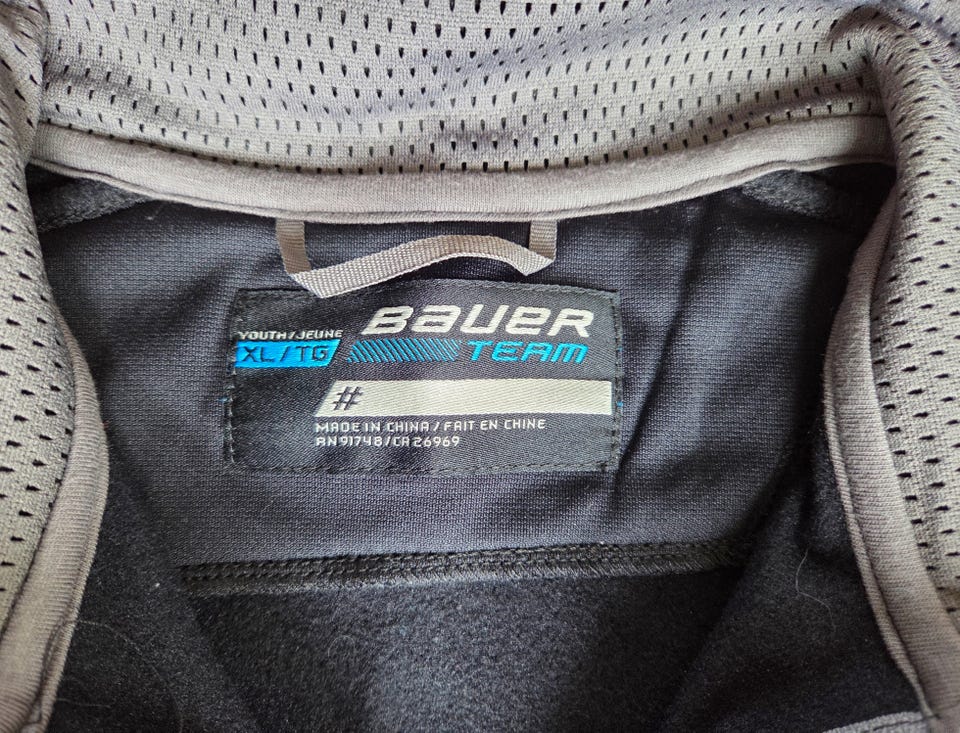 BAUER
YOUTH/JEUNE
XL/TG
TEAM
#
MADE IN CHINA / FAIT EN CHINE
RN 91748/CA 26969